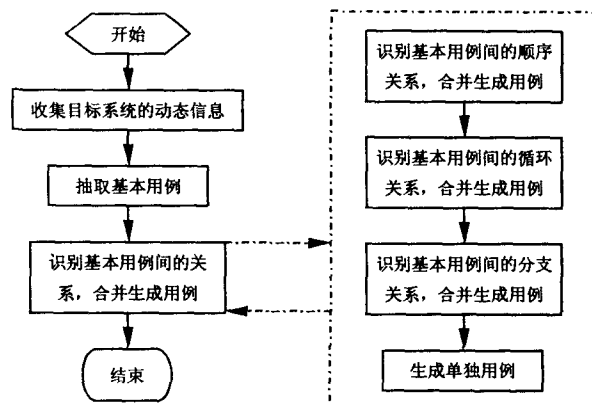 开始
收集目标系统的动态信息
抽取基本用例
识别基本用例间的关
系，合并生成用例
结束
识别基本用例间的顺序
关系，合并生成用例
识别基本用例间的循环
关系，合并生成用例
识别基本用例间的分支
关系，合并生成用例
生成单独用例